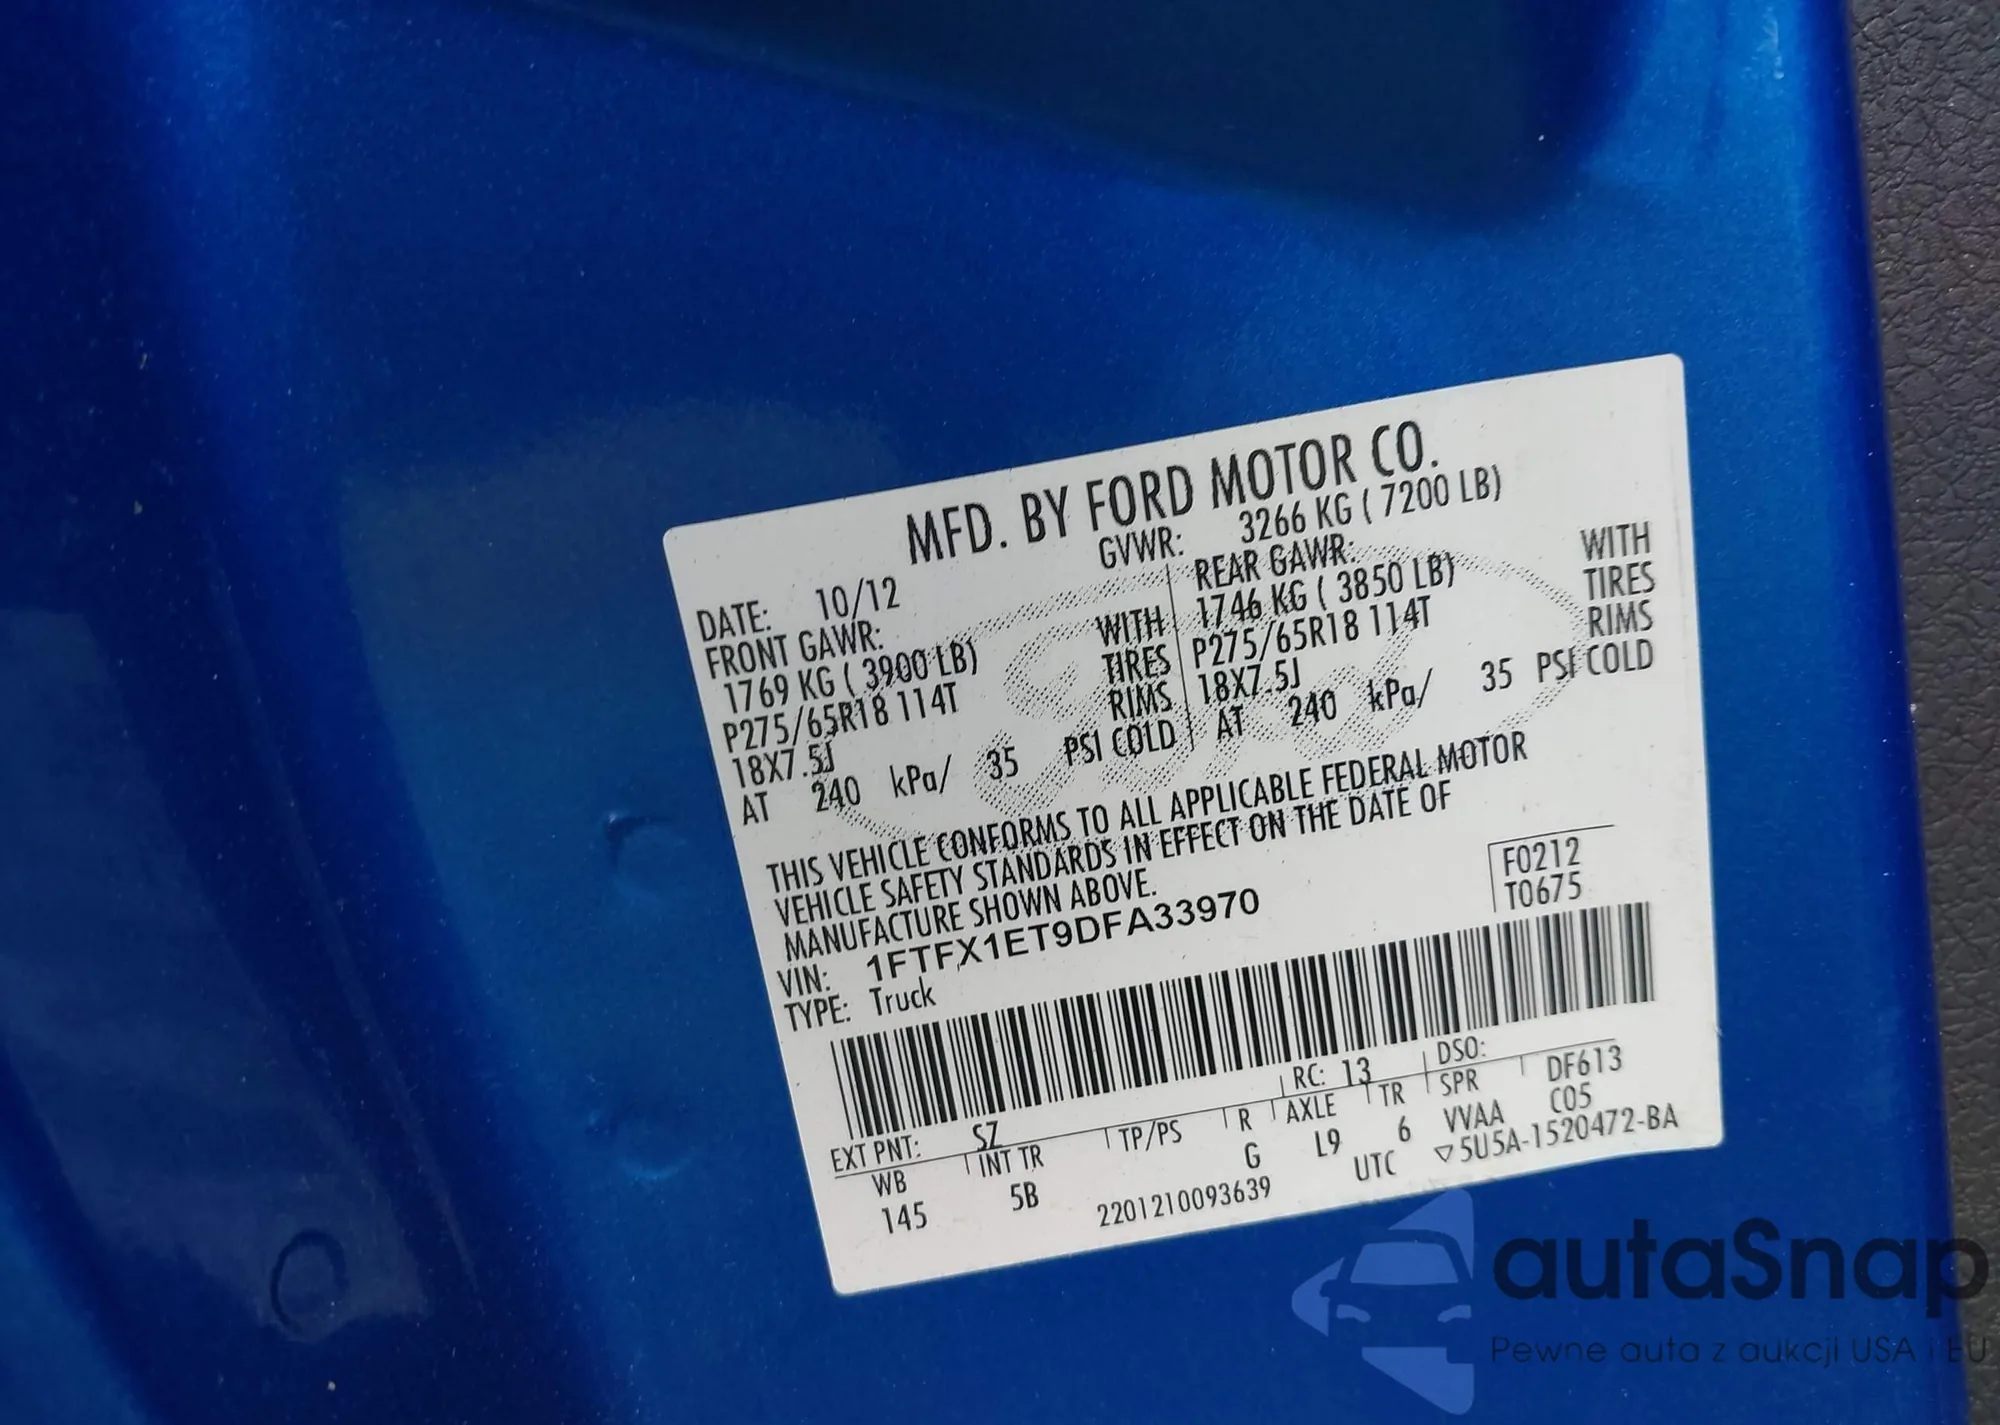 MFD. BY FORD MOTOR CO.
DATE: 10/12 GVWR: 3266 KG ( 7200 LB)
FRONT GAWR: REAR GAWR:
1769 KG ( 3900 LB) WITH 1746 KG ( 3850 LB) WITH
P275/65R18 114T TIRES P275/65R18 114T TIRES
18X7.5J RIMS 18X7.5J RIMS
AT 240 kPa/ 35 PSI COLD AT 240 kPa/ 35 PSI COLD
THIS VEHICLE CONFORMS TO ALL APPLICABLE FEDERAL MOTOR
VEHICLE SAFETY STANDARDS IN EFFECT ON THE DATE OF
MANUFACTURE SHOWN ABOVE.
VIN: 1FTFX1ET9DFA33970
TYPE: Truck
F0212
T0675
EXT PNT: SZ RC: 13 DSO:
WB INT TR TP/PS R AXLE TR SPR DF613
145 5B G L9 6 VVAA C05
2201210093639 UTC ▽5U5A-1520472-BA
autaSnap
Pewne auta z aukcji USA i EU